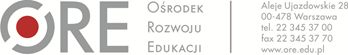 ORE
Ośrodek
Rozwoju
Edukacji
Aleje Ujazdowskie 28
00-478 Warszawa
tel. 22 345 37 00
fax 22 345 37 70
www.ore.edu.pl